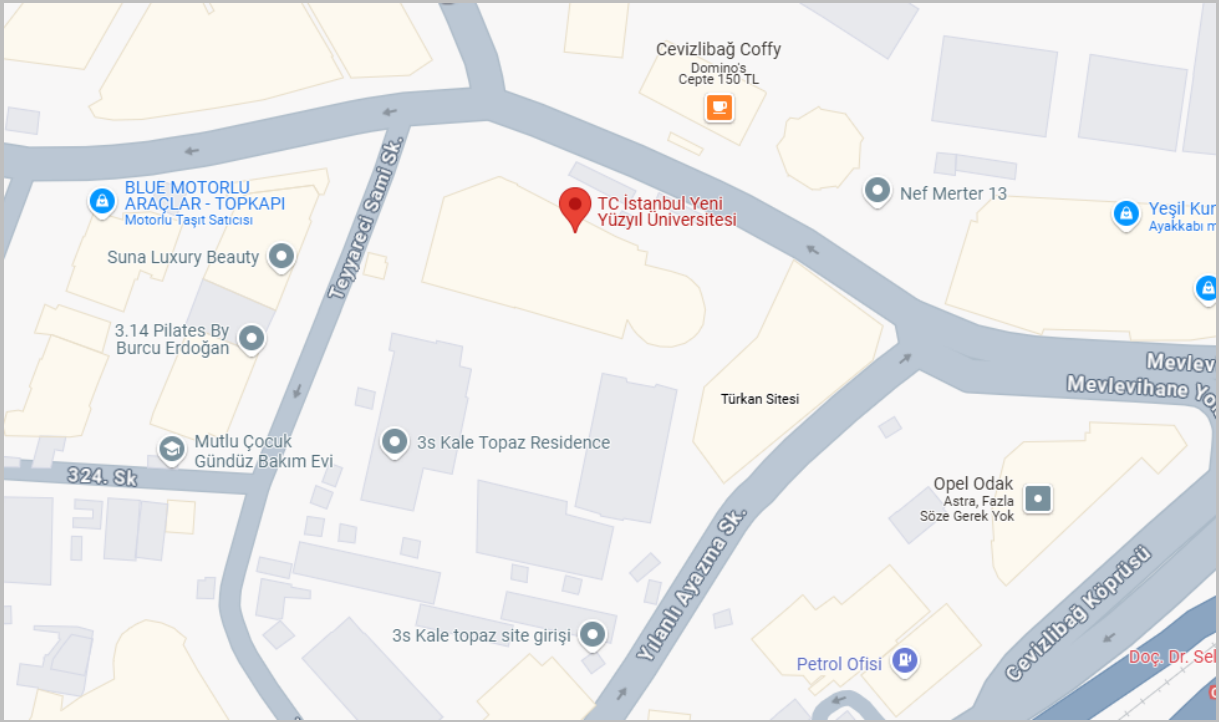 Cevizlibağ Coffy
Domino's
Cepte 150 TL
BLUE MOTORLU
ARAÇLAR - TOPKAPI
Motorlu Taşıt Satıcısı
Teyyareci Sami Sk.
TC İstanbul Yeni
Yüzyıl Üniversitesi
Nef Merter 13
Yeşil Kur
Ayakkabı m
Suna Luxury Beauty
3.14 Pilates By
Burcu Erdoğan
Türkan Sitesi
Mevlev
Mevlevihane Yo
Mutlu Çocuk
Gündüz Bakım Evi
3s Kale Topaz Residence
324. Sk
Opel Odak
Astra, Fazla
Söze Gerek Yok
Yılanlı Ayazma Sk.
Cevizlibağ Köprüsü
3s Kale topaz site girişi
Petrol Ofisi
Doç. Dr. Sel